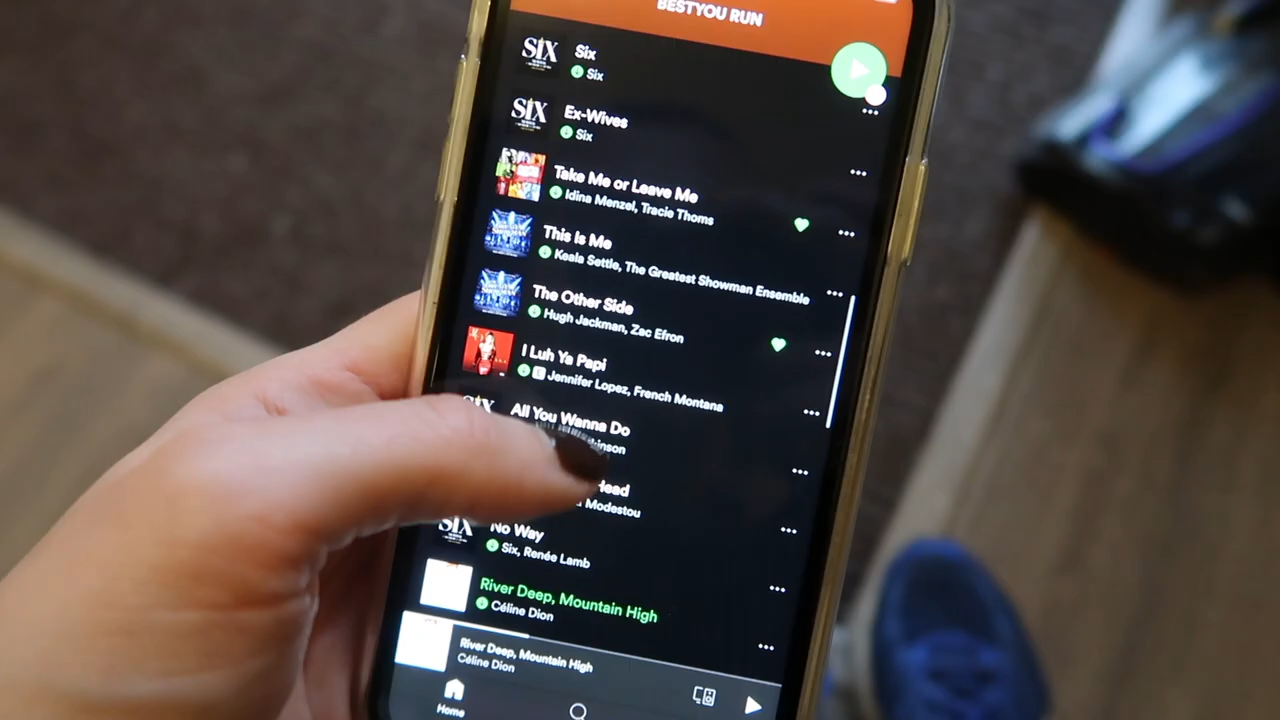 BESTYOU RUN
SIX
Six
Six
SIX
Ex-Wives
Six
Take Me or Leave Me
Idina Menzel, Tracie Thoms
This Is Me
Keala Settle, The Greatest Showman Ensemble
The Other Side
Hugh Jackman, Zac Efron
I Luh Ya Papi
E Jennifer Lopez, French Montana
SIX
All You Wanna Do
kinson
Head
Modestou
SIX
No Way
Six, Renée Lamb
River Deep, Mountain High
Céline Dion
River Deep, Mountain High
Céline Dion
Home